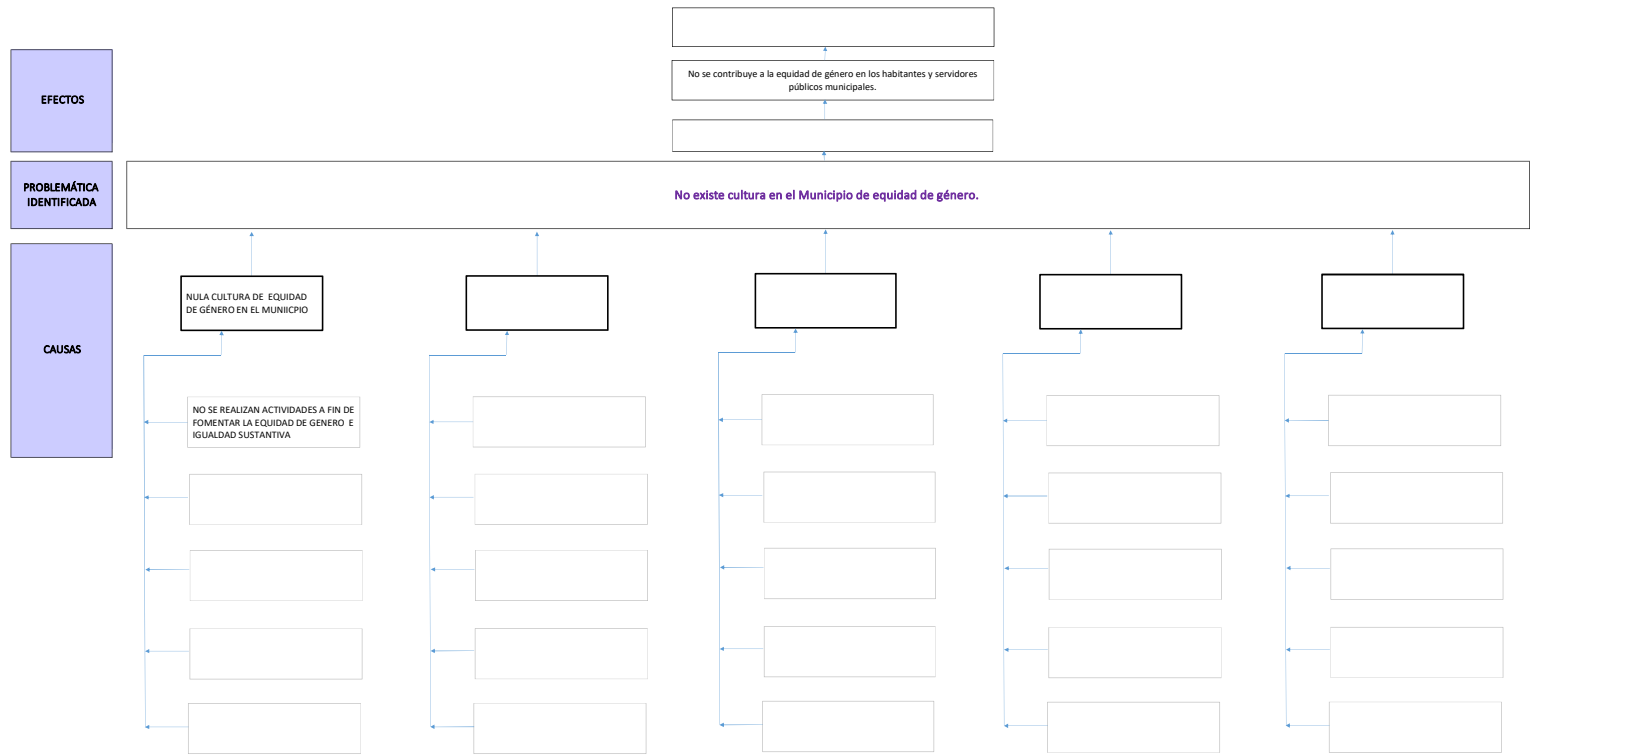 No se contribuye a la equidad de género en los habitantes y servidores
públicos municipales.
EFECTOS
PROBLEMÁTICA
IDENTIFICADA
No existe cultura en el Municipio de equidad de género.
NULA CULTURA DE EQUIDAD
DE GÉNERO EN EL MUNIICPIO
CAUSAS
NO SE REALIZAN ACTIVIDADES A FIN DE
FOMENTAR LA EQUIDAD DE GENERO E
IGUALDAD SUSTANTIVA